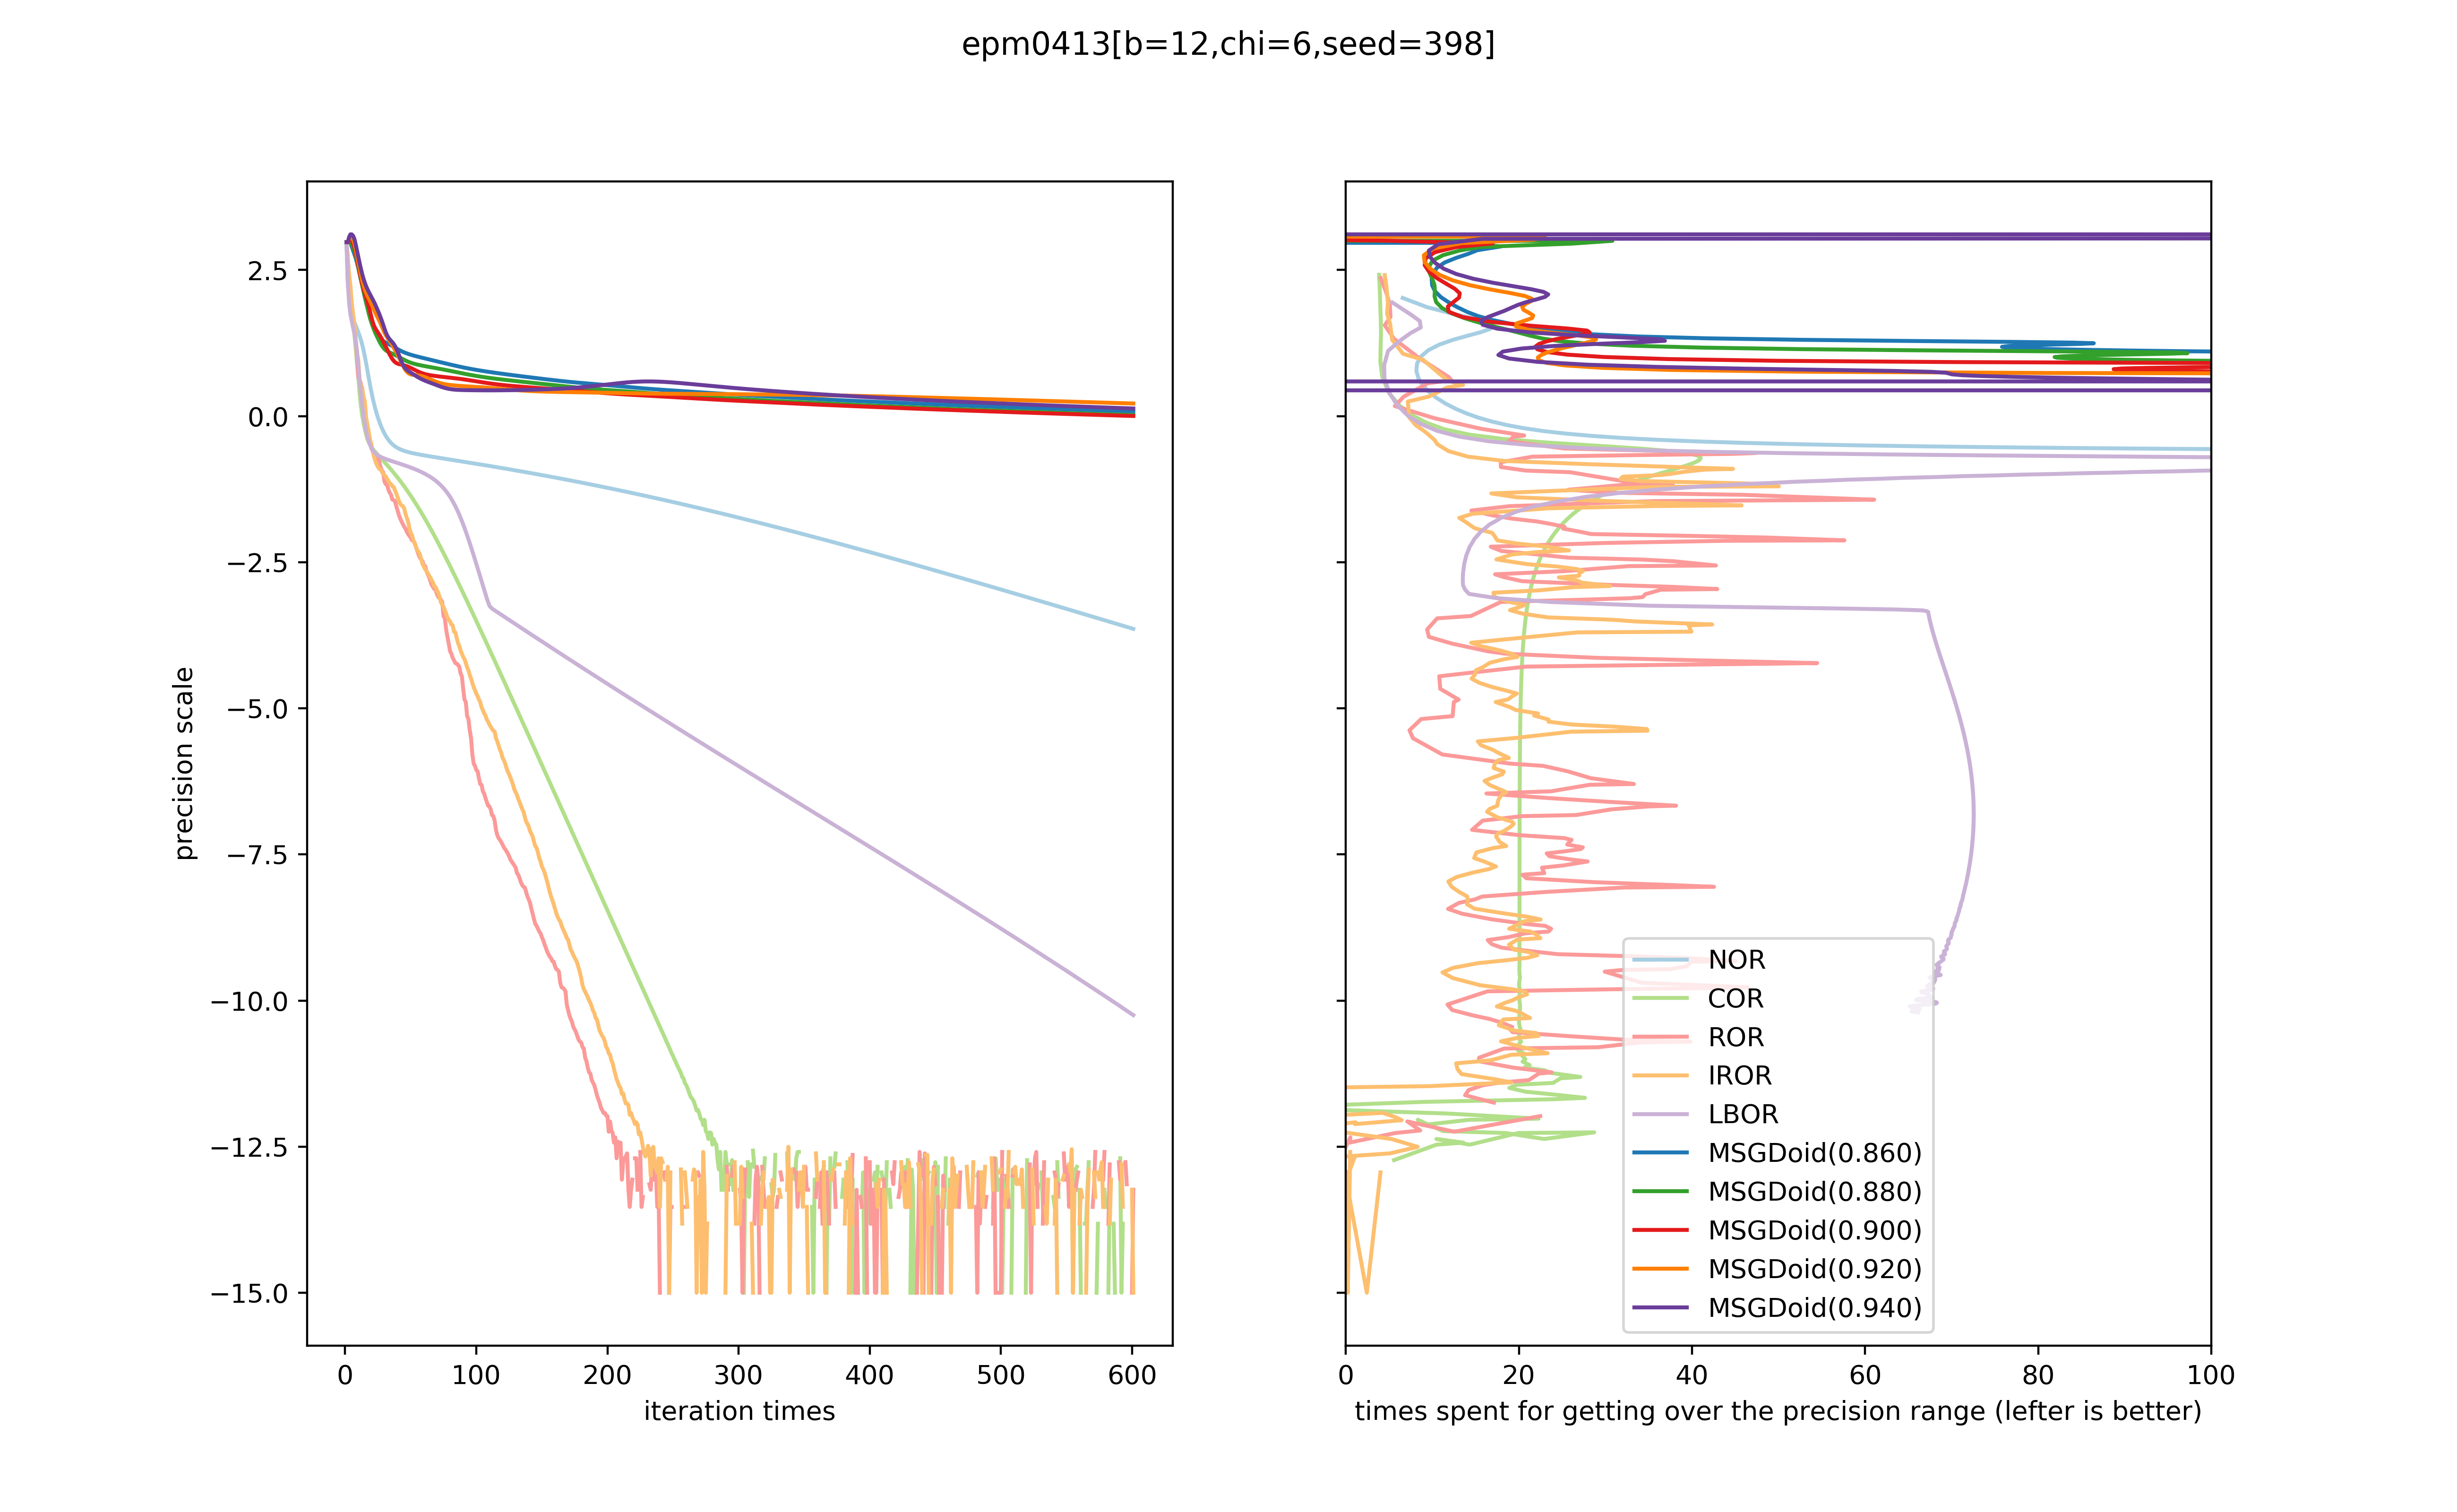 epm0413[b=12,chi=6,seed=398]
precision scale
2.5
0.0
−2.5
−5.0
−7.5
−10.0
−12.5
−15.0
0 100 200 300 400 500 600
iteration times
0 20 40 60 80 100
times spent for getting over the precision range (lefter is better)
NOR
COR
ROR
IROR
LBOR
MSGDoid(0.860)
MSGDoid(0.880)
MSGDoid(0.900)
MSGDoid(0.920)
MSGDoid(0.940)